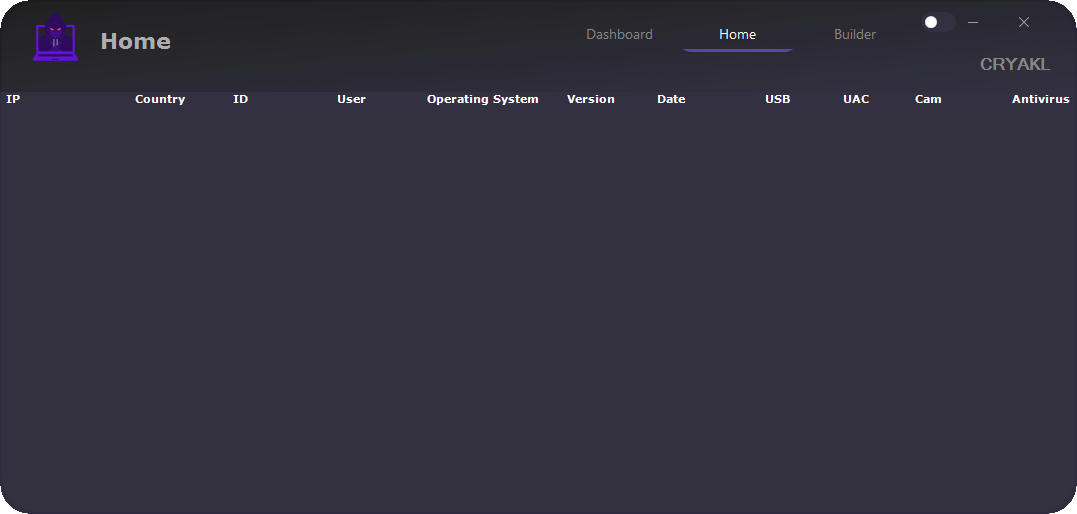 Home
Dashboard Home Builder
CRYAKL
IP Country ID User Operating System Version Date USB UAC Cam Antivirus